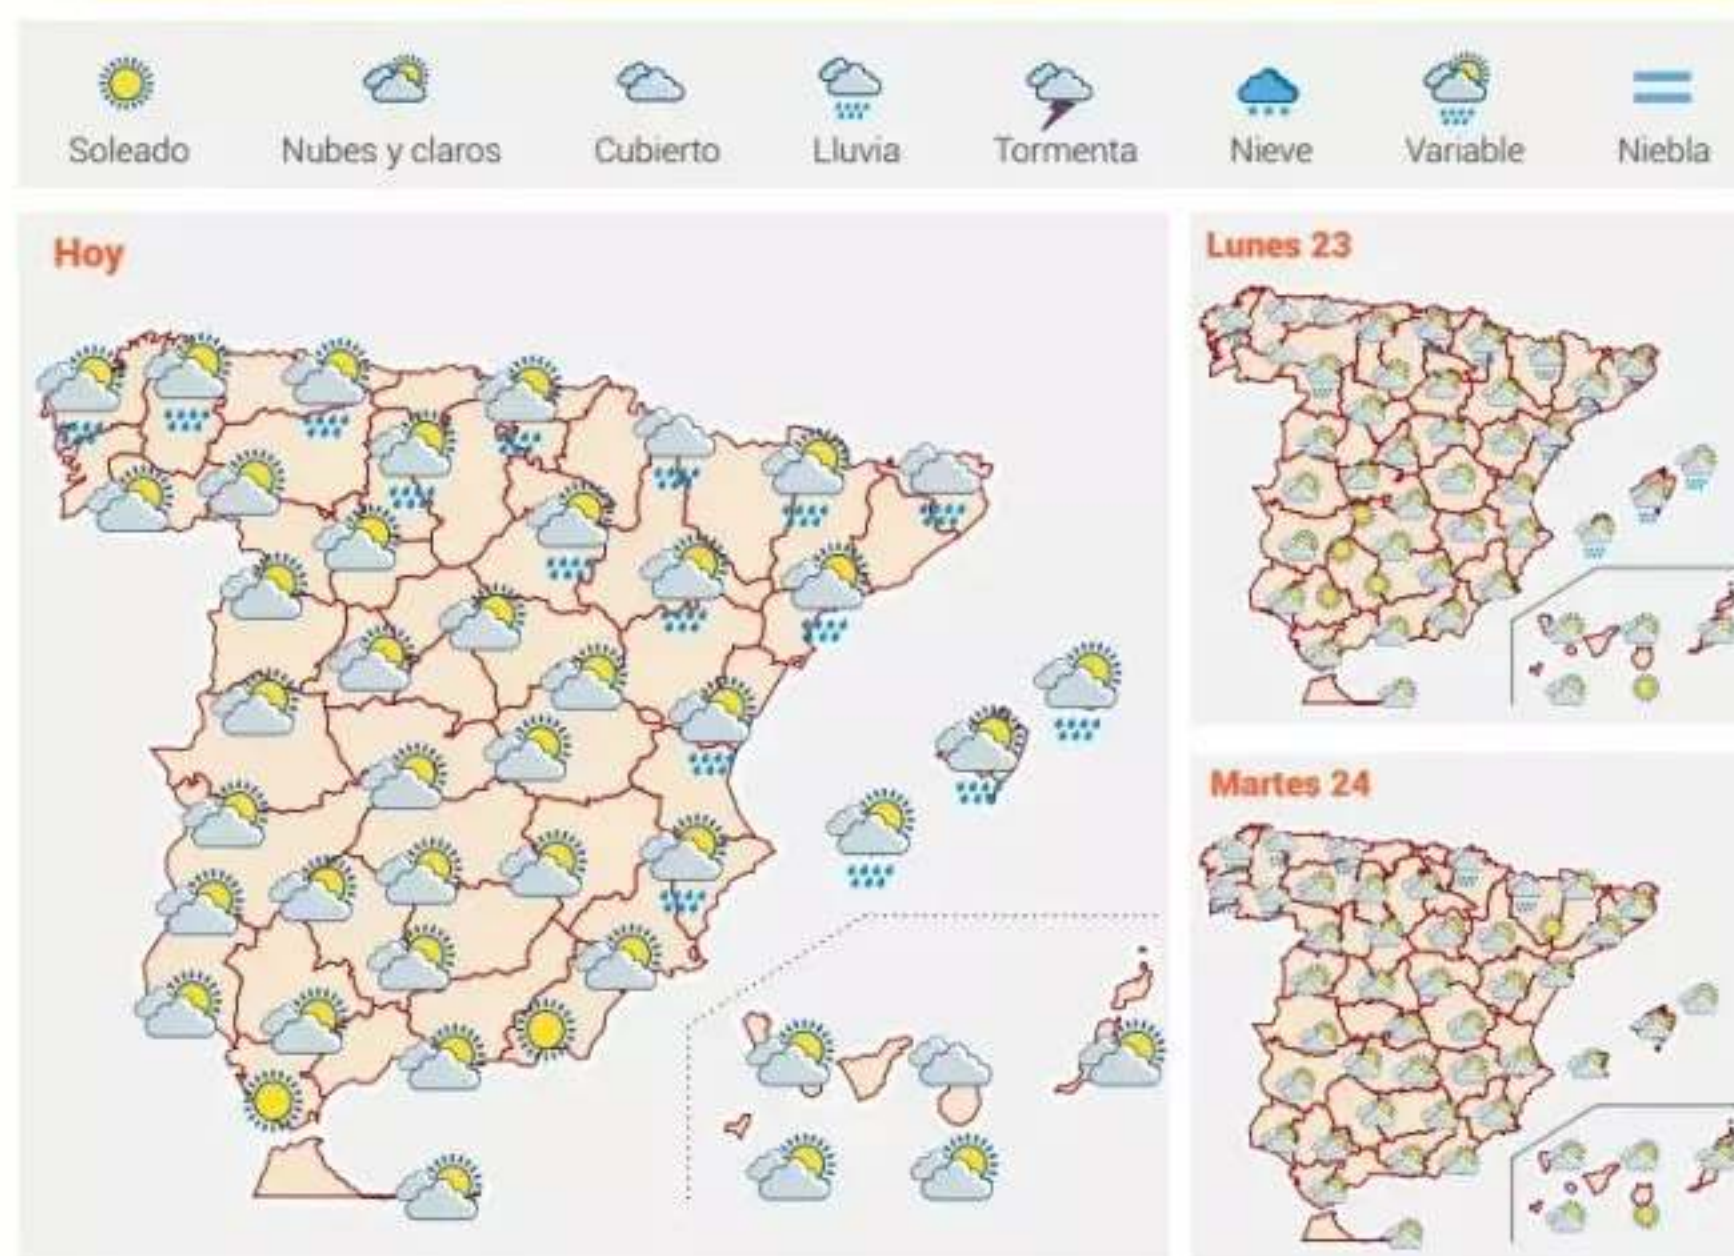 Soleado
Nubes y claros
Cubierto
Lluvia
Tormenta
Nieve
Variable
Niebla
Hoy
Lunes 23
Martes 24